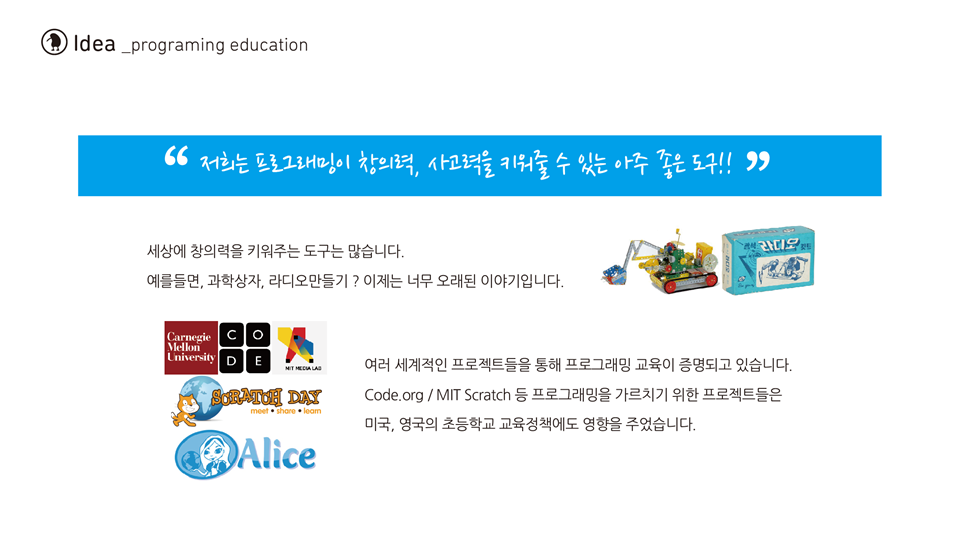 Idea _programing education
“ 저희는 프로그래밍이 창의력, 사고력을 키워줄 수 있는 아주 좋은 도구!! ”
세상에 창의력을 키워주는 도구는 많습니다.
예를들면, 과학상자, 라디오만들기 ? 이제는 너무 오래된 이야기입니다.
라디오
Carnegie
Mellon
University
CO
DE
MIT MEDIA LAB
SCRATCH DAY
meet • share • learn
Alice
여러 세계적인 프로젝트들을 통해 프로그래밍 교육이 증명되고 있습니다.
Code.org / MIT Scratch 등 프로그래밍을 가르치기 위한 프로젝트들은
미국, 영국의 초등학교 교육정책에도 영향을 주었습니다.